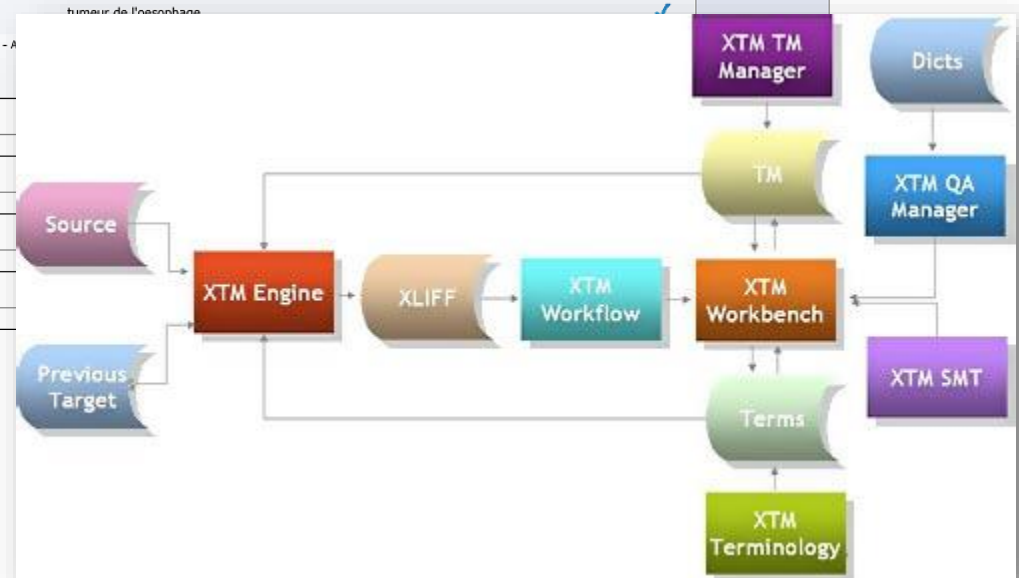 tumeur de l'oesophage
- A
XTM TM
Manager
Dicts
TM
XTM QA
Manager
Source
XTM Engine
XLIFF
XTM
Workflow
XTM
Workbench
Previous
Target
XTM SMT
Terms
XTM
Terminology